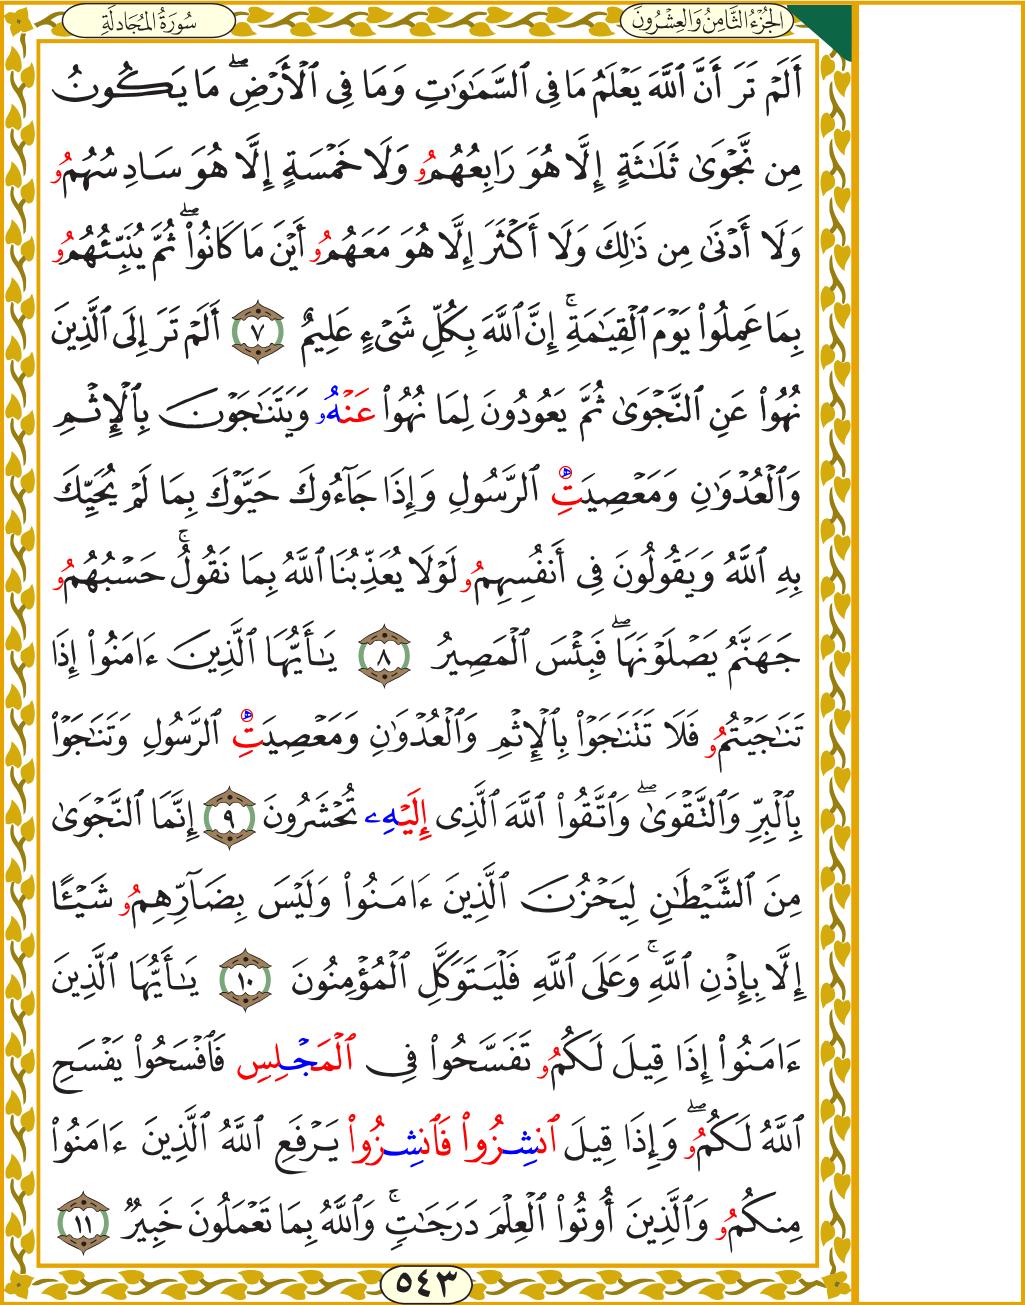 الجُزْءُ الثَّامِنُ وَالعِشْرُونَ
سُورَةُ المُجَادلَةِ
أَلَمْ تَرَ أَنَّ ٱللَّهَ يَعْلَمُ مَا فِى ٱلسَّمَٰوَٰتِ وَمَا فِى ٱلْأَرْضِۖ مَا يَكُونُ
مِن نَّجْوَىٰ ثَلَٰثَةٍ إِلَّا هُوَ رَابِعُهُمُۥ وَلَا خَمْسَةٍ إِلَّا هُوَ سَادِسُهُمُۥ
وَلَا أَدْنَىٰ مِن ذَٰلِكَ وَلَا أَكْثَرَ إِلَّا هُوَ مَعَهُمُۥ أَيْنَ مَا كَانُوا۟ۖ ثُمَّ يُنَبِّئُهُمُۥ
بِمَا عَمِلُوا۟ يَوْمَ ٱلْقِيَٰمَةِۚ إِنَّ ٱللَّهَ بِكُلِّ شَىْءٍ عَلِيمٌ ٧ أَلَمْ تَرَ إِلَى ٱلَّذِينَ
نُهُوا۟ عَنِ ٱلنَّجْوَىٰ ثُمَّ يَعُودُونَ لِمَا نُهُوا۟ عَنْهُۥ وَيَتَنَٰجَوْنَ بِٱلْإِثْمِ
وَٱلْعُدْوَٰنِ وَمَعْصِيَتِ ٱلرَّسُولِ وَإِذَا جَآءُوكَ حَيَّوْكَ بِمَا لَمْ يُحَيِّكَ
بِهِ ٱللَّهُ وَيَقُولُونَ فِى أَنفُسِهِمُۥ لَوْلَا يُعَذِّبُنَا ٱللَّهُ بِمَا نَقُولُۚ حَسْبُهُمُۥ
جَهَنَّمُ يَصْلَوْنَهَاۖ فَبِئْسَ ٱلْمَصِيرُ ٨ يَٰأَيُّهَا ٱلَّذِينَ ءَامَنُوا۟ إِذَا
تَنَٰجَيْتُمُۥ فَلَا تَتَنَٰجَوْا۟ بِٱلْإِثْمِ وَٱلْعُدْوَٰنِ وَمَعْصِيَتِ ٱلرَّسُولِ وَتَنَٰجَوْا۟
بِٱلْبِرِّ وَٱلتَّقْوَىٰۖ وَٱتَّقُوا۟ ٱللَّهَ ٱلَّذِى إِلَيْهِۦ تُحْشَرُونَ ٩ إِنَّمَا ٱلنَّجْوَىٰ
مِنَ ٱلشَّيْطَٰنِ لِيَحْزُنَ ٱلَّذِينَ ءَامَنُوا۟ وَلَيْسَ بِضَآرِّهِمُۥ شَيْـًٔا
إِلَّا بِإِذْنِ ٱللَّهِۚ وَعَلَى ٱللَّهِ فَلْيَتَوَكَّلِ ٱلْمُؤْمِنُونَ ١٠ يَٰأَيُّهَا ٱلَّذِينَ
ءَامَنُوا۟ إِذَا قِيلَ لَكُمُۥ تَفَسَّحُوا۟ فِى ٱلْمَجْلِسِ فَٱفْسَحُوا۟ يَفْسَحِ
ٱللَّهُ لَكُمُۥۖ وَإِذَا قِيلَ ٱنشِزُوا۟ فَٱنشِزُوا۟ يَرْفَعِ ٱللَّهُ ٱلَّذِينَ ءَامَنُوا۟
مِنكُمُۥ وَٱلَّذِينَ أُوتُوا۟ ٱلْعِلْمَ دَرَجَٰتٍۚ وَٱللَّهُ بِمَا تَعْمَلُونَ خَبِيرٌ ١١
٥٤٣